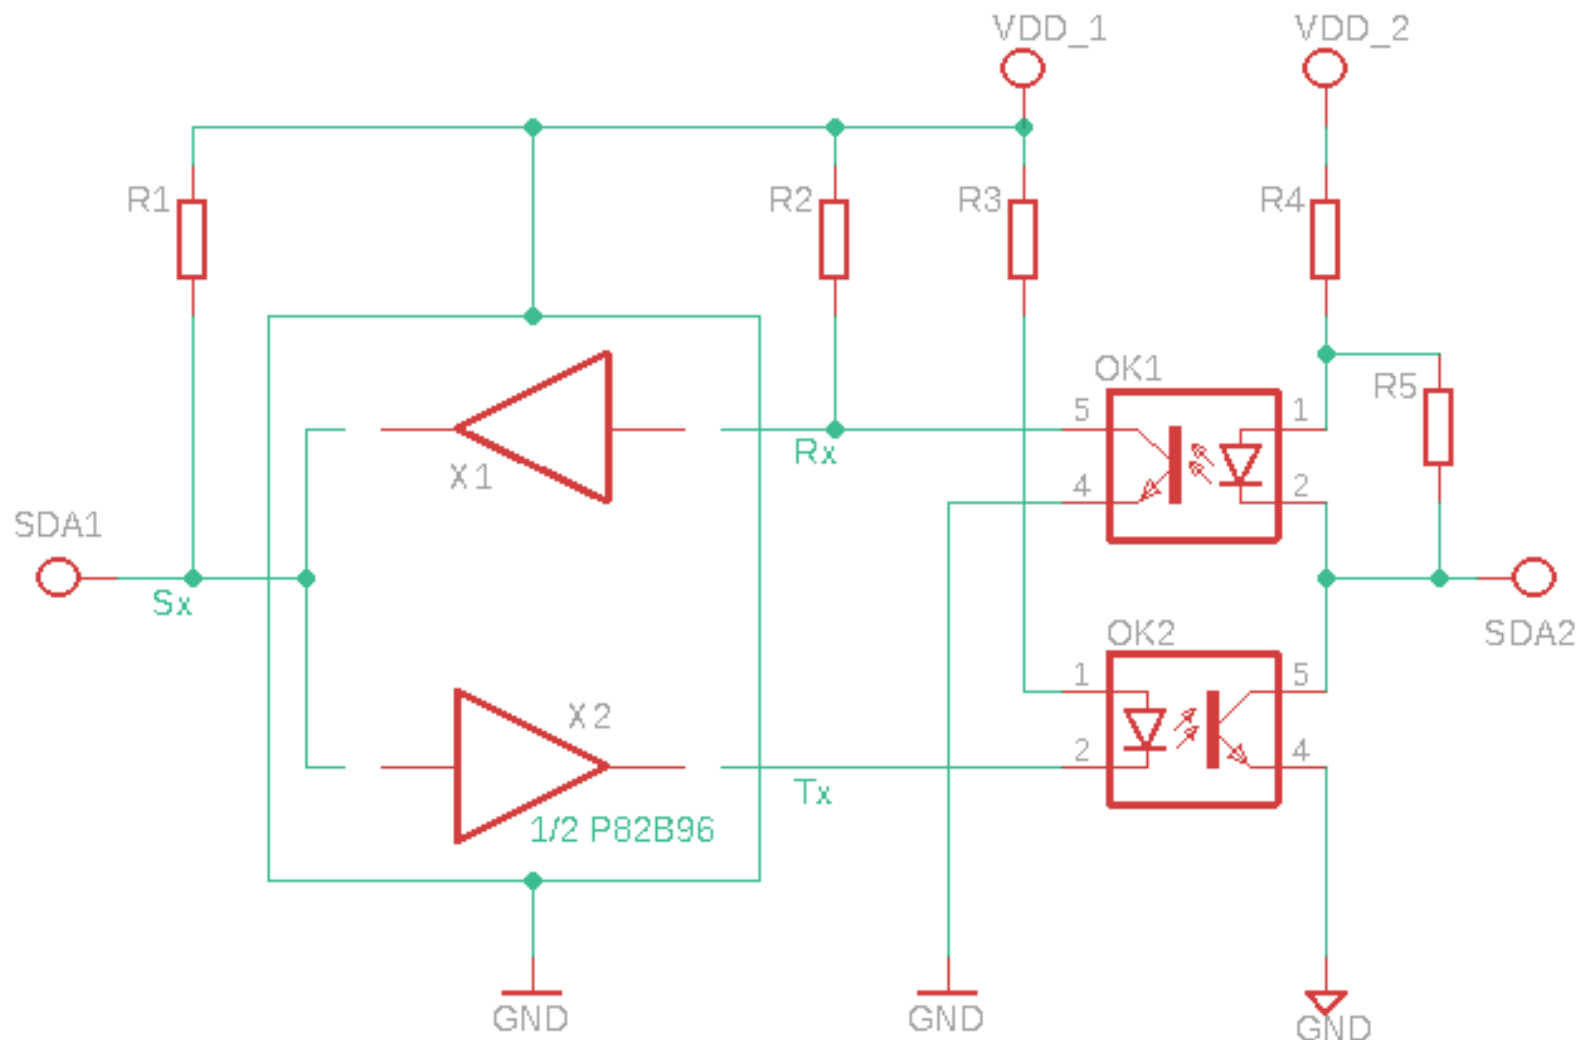 VDD_1
VDD_2
R1
R2
R3
R4
OK1
R5
5
1
Rx
X1
4
2
SDA1
Sx
OK2
SDA2
1
5
X2
2
4
Tx
1/2 P82B96
GND
GND
GND